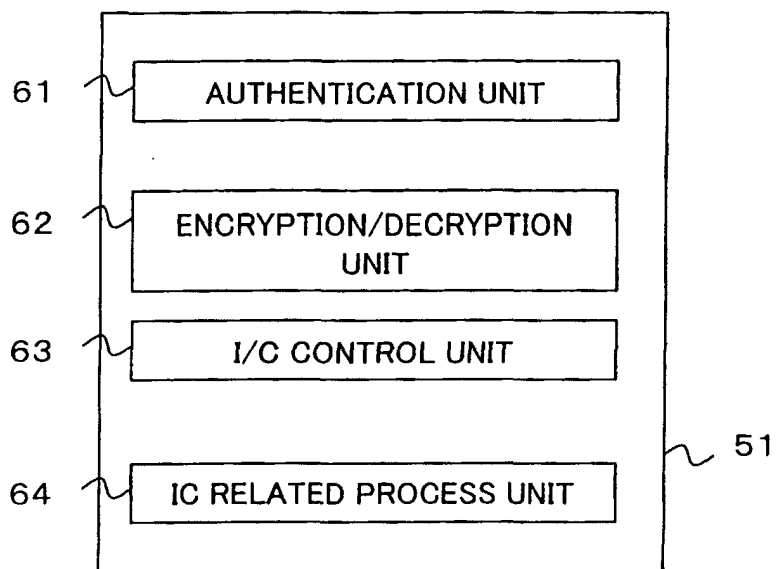 61 AUTHENTICATION UNIT
62 ENCRYPTION/DECRYPTION
UNIT
63 I/C CONTROL UNIT
51
64 IC RELATED PROCESS UNIT